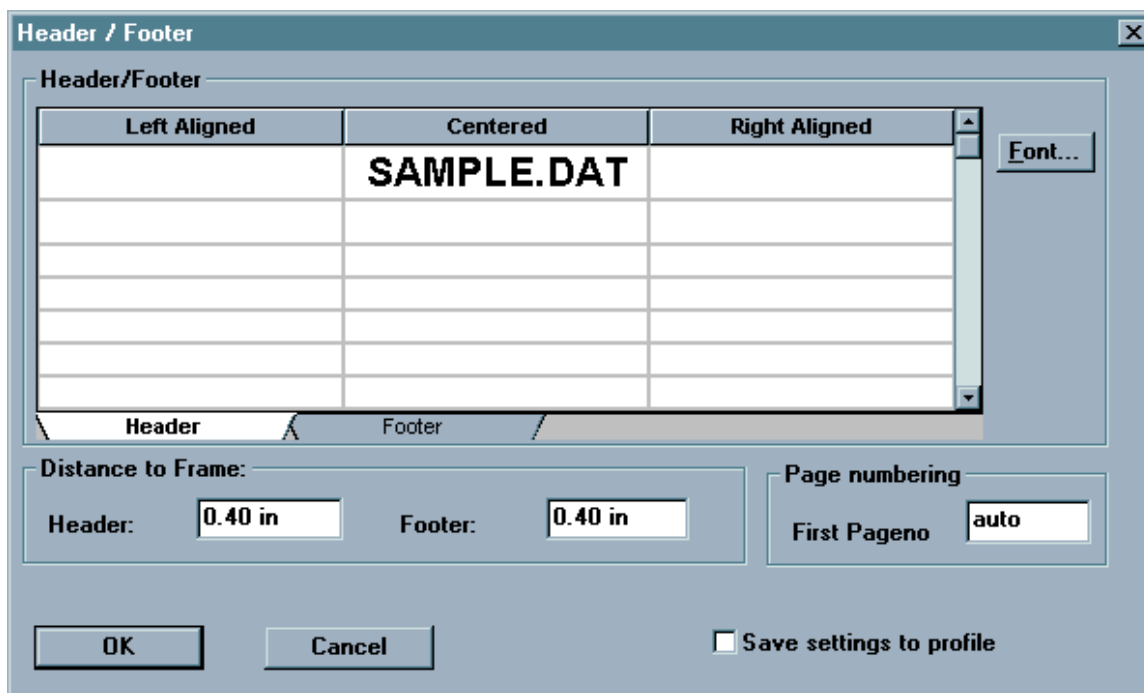 Header / Footer
Header/Footer
Left Aligned Centered Right Aligned
Font...
SAMPLE.DAT
Header Footer
Distance to Frame:
Header: 0.40 in Footer: 0.40 in
Page numbering
First Pageno auto
OK Cancel Save settings to profile